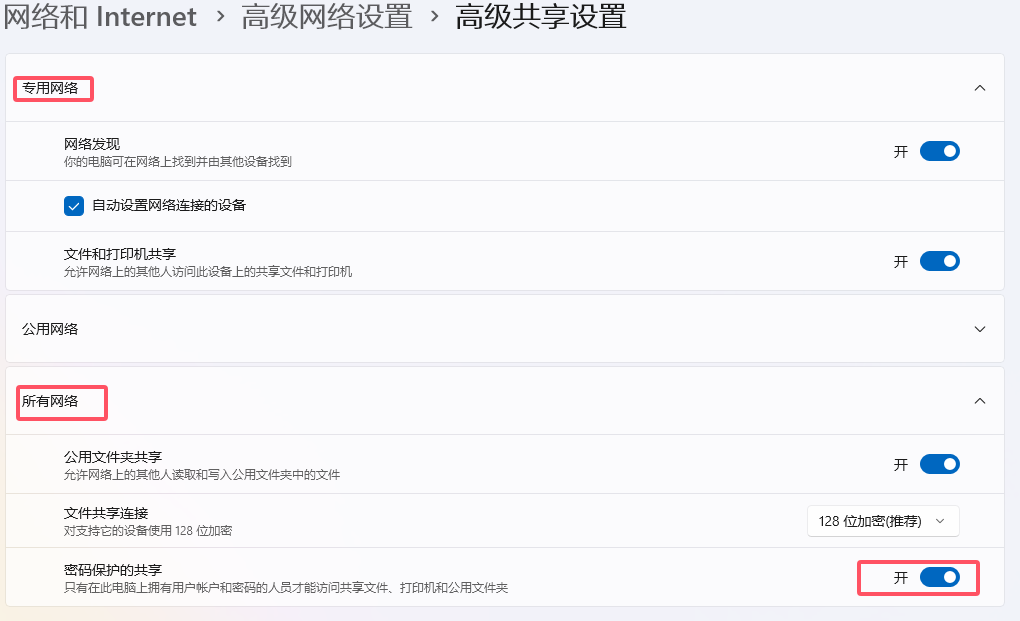 网络和 Internet › 高级网络设置 › 高级共享设置
专用网络
网络发现
你的电脑可在网络上找到并由其他设备找到
开
自动设置网络连接的设备
文件和打印机共享
允许网络上的其他人访问此设备上的共享文件和打印机
开
公用网络
所有网络
公用文件夹共享
允许网络上的其他人读取和写入公用文件夹中的文件
开
文件共享连接
对支持它的设备使用 128 位加密
128 位加密(推荐)
密码保护的共享
只有在此电脑上拥有用户帐户和密码的人员才能访问共享文件、打印机和公用文件夹
开